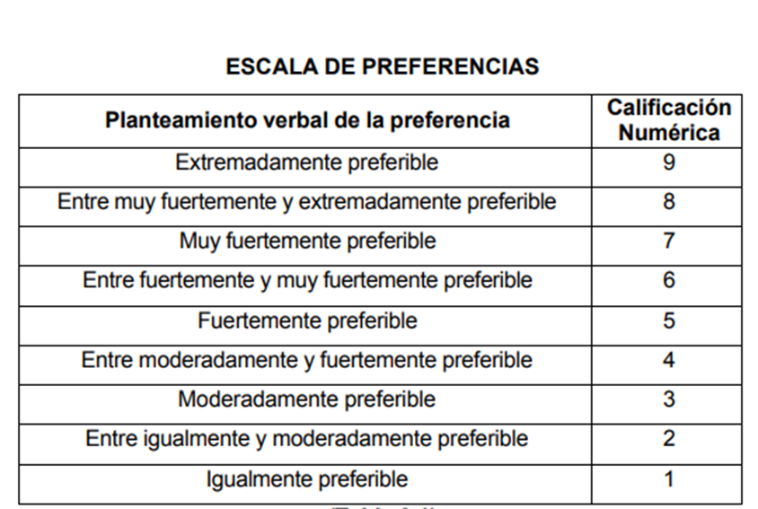 ESCALA DE PREFERENCIAS
Planteamiento verbal de la preferencia Calificación
Numérica
Extremadamente preferible 9
Entre muy fuertemente y extremadamente preferible 8
Muy fuertemente preferible 7
Entre fuertemente y muy fuertemente preferible 6
Fuertemente preferible 5
Entre moderadamente y fuertemente preferible 4
Moderadamente preferible 3
Entre igualmente y moderadamente preferible 2
Igualmente preferible 1